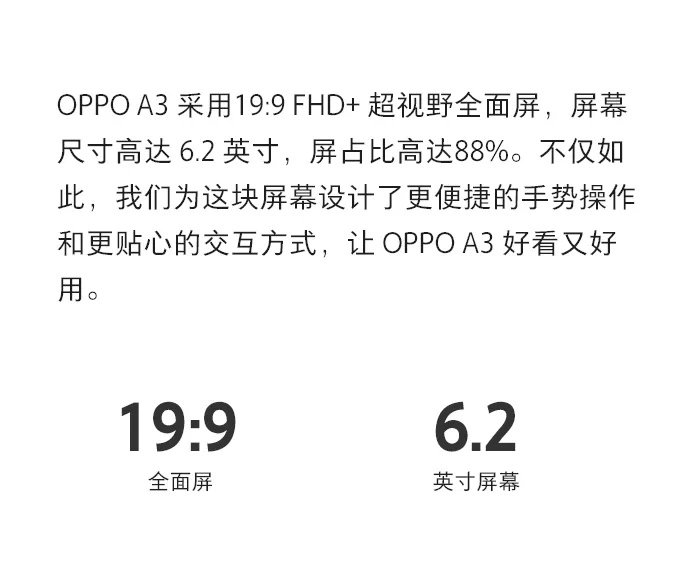 OPPO A3 采用19:9 FHD+ 超视野全面屏，屏幕
尺寸高达 6.2 英寸，屏占比高达88%。不仅如
此，我们为这块屏幕设计了更便捷的手势操作
和更贴心的交互方式，让 OPPO A3 好看又好
用。
19:9
全面屏
6.2
英寸屏幕